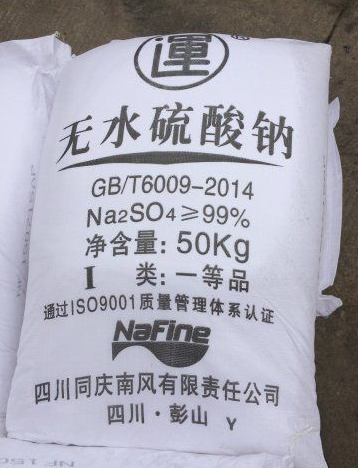 運®
无水硫酸钠
GB/T6009-2014
Na2SO4≥99%
净含量: 50Kg
I 类: 一等品
通过ISO9001质量管理体系认证
NaFine
四川同庆南风有限责任公司
四川·彭山 Y